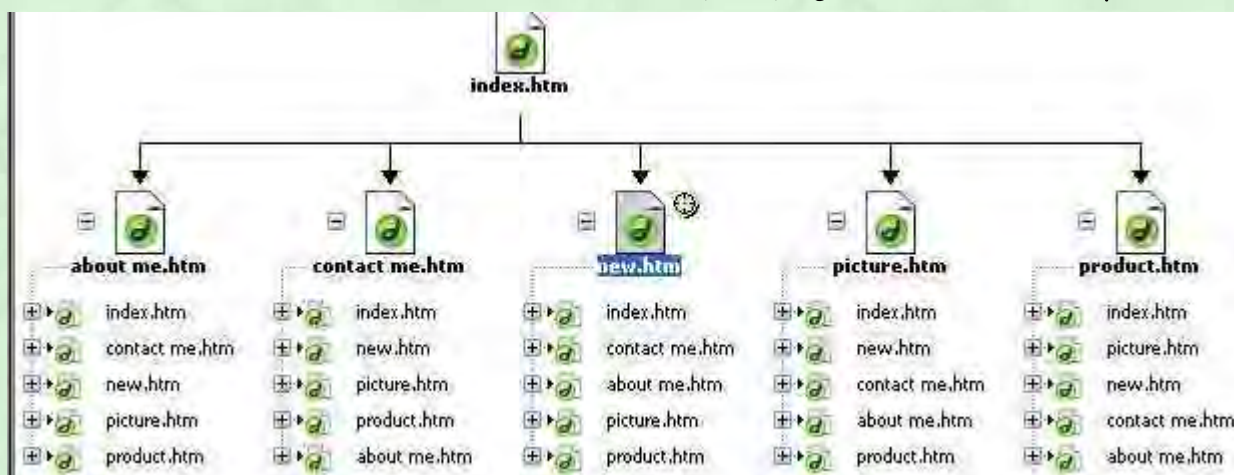 index.htm
about me.htm contact me.htm new.htm picture.htm product.htm
index.htm index.htm index.htm index.htm index.htm
contact me.htm new.htm contact me.htm new.htm picture.htm
new.htm picture.htm about me.htm contact me.htm new.htm
picture.htm product.htm picture.htm about me.htm contact me.htm
product.htm about me.htm product.htm product.htm about me.htm